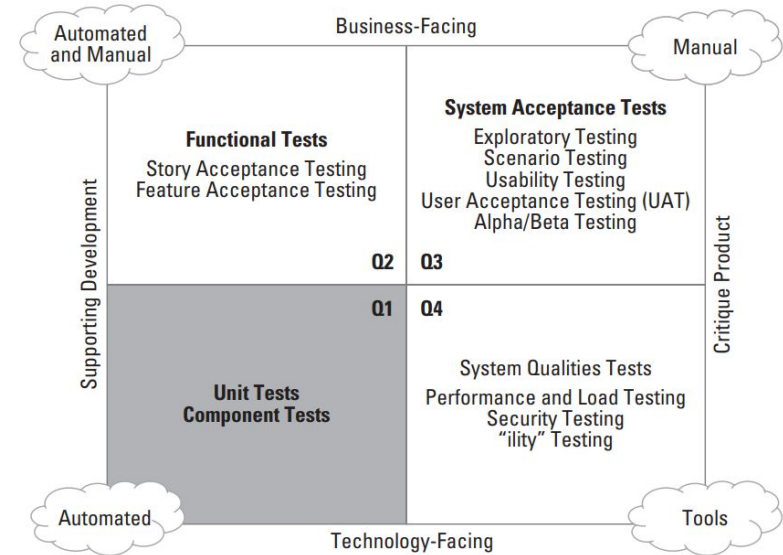 Automated
and Manual
Business-Facing
Manual
Functional Tests
Story Acceptance Testing
Feature Acceptance Testing
System Acceptance Tests
Exploratory Testing
Scenario Testing
Usability Testing
User Acceptance Testing (UAT)
Alpha/Beta Testing
Supporting Development
Critique Product
Q2
Q3
Q1
Q4
Unit Tests
Component Tests
System Qualities Tests
Performance and Load Testing
Security Testing
“ility” Testing
Automated
Technology-Facing
Tools